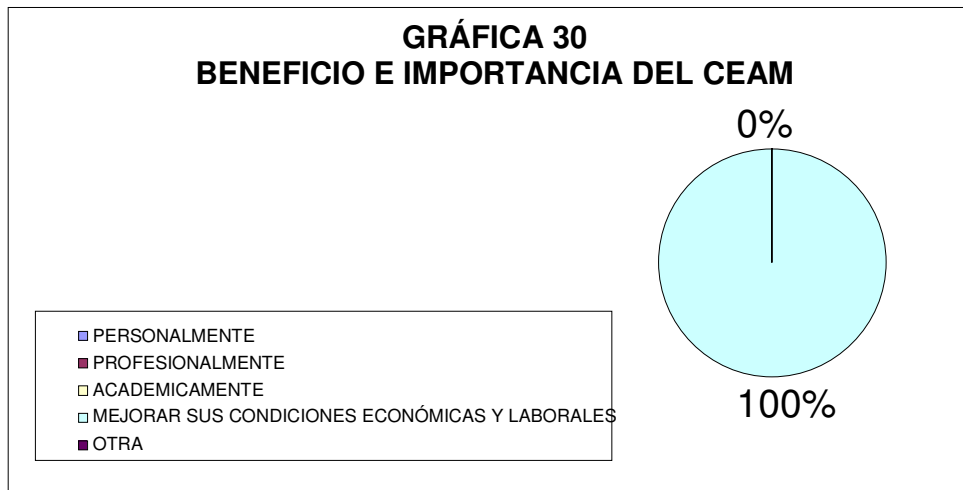 GRÁFICA 30
BENEFICIO E IMPORTANCIA DEL CEAM
0%
100%
PERSONALMENTE
PROFESIONALMENTE
ACADEMICAMENTE
MEJORAR SUS CONDICIONES ECONÓMICAS Y LABORALES
OTRA